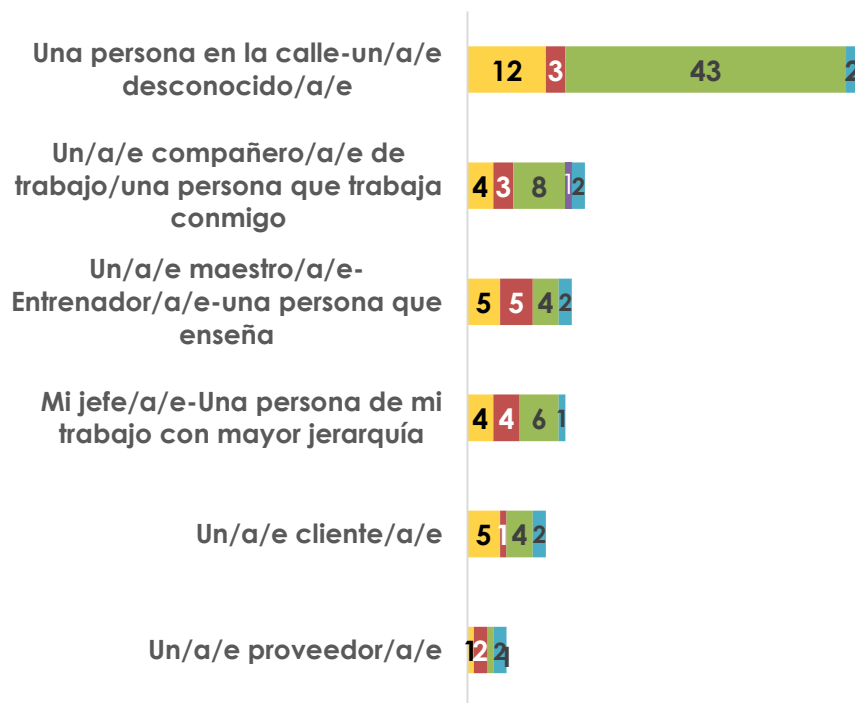 Una persona en la calle-un/a/e
desconocido/a/e
12 3 43 2
Un/a/e compañero/a/e de
trabajo/una persona que trabaja
conmigo
4 3 8 1 2
Un/a/e maestro/a/e-
Entrenador/a/e-una persona que
enseña
5 5 4 2
Mi jefe/a/e-Una persona de mi
trabajo con mayor jerarquía
4 4 6 1
Un/a/e cliente/a/e
5 1 4 2
Un/a/e proveedor/a/e
1 2 2 1